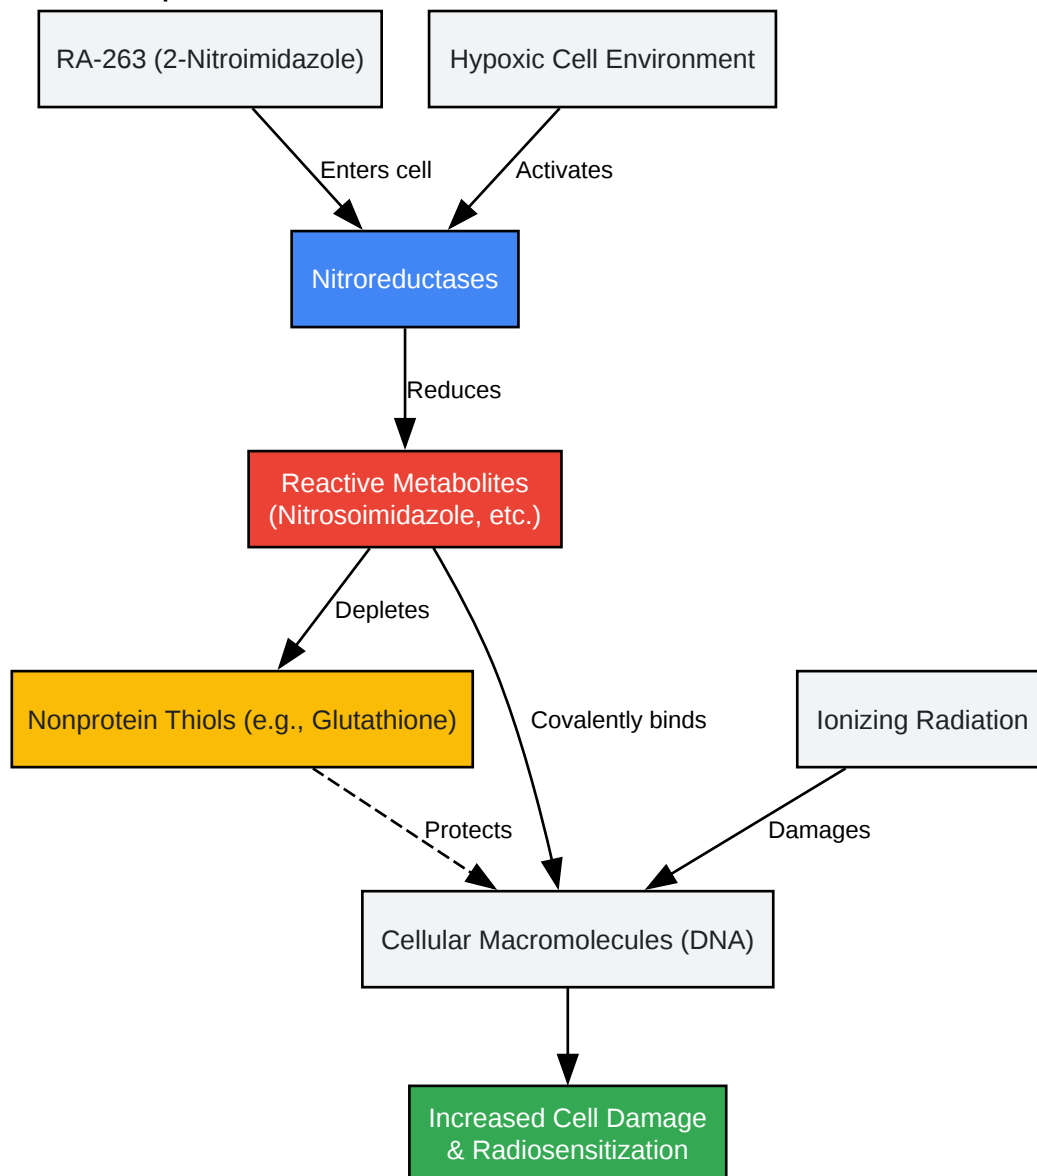 RA-263 (2-Nitroimidazole)
Hypoxic Cell Environment
Enters cell
Activates
Nitroreductases
Reduces
Reactive Metabolites
(Nitrosoimidazole, etc.)
Depletes
Nonprotein Thiols (e.g., Glutathione)
Covalently binds
Ionizing Radiation
Protects
Damages
Cellular Macromolecules (DNA)
Increased Cell Damage
& Radiosensitization